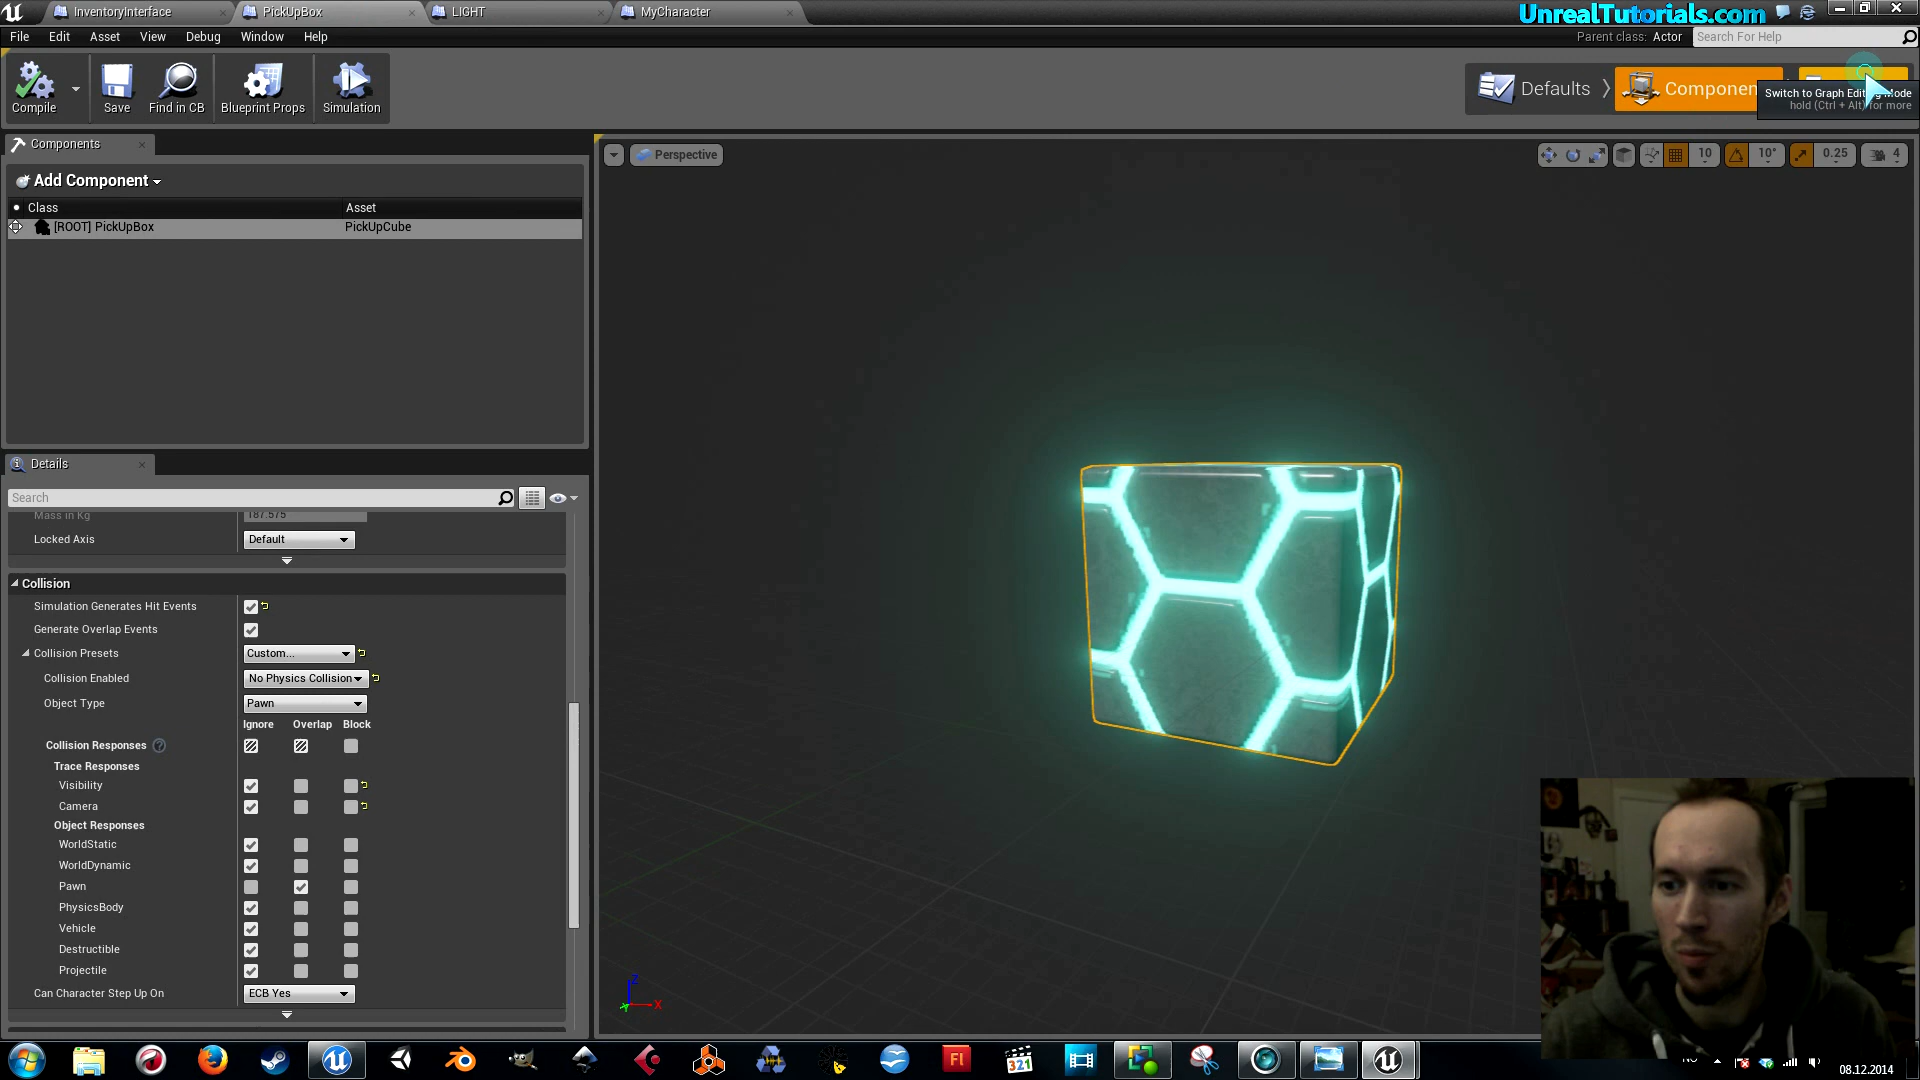 InventoryInterface
PickUpBox
LIGHT
MyCharacter
UnrealTutorials.com
File Edit Asset View Debug Window Help
Parent class: Actor
Search For Help
Compile
Save
Find in CB
Blueprint Props
Simulation
Defaults
Componen
Switch to Graph Editing Mode
hold (Ctrl + Alt) for more
Components
Perspective
10
10°
0.25
4
Add Component
Class Asset
[ROOT] PickUpBox PickUpCube
Details
Search
Mass in Kg 187.575
Locked Axis Default
Collision
Simulation Generates Hit Events
Generate Overlap Events
Collision Presets Custom...
Collision Enabled No Physics Collision
Object Type Pawn
Ignore Overlap Block
Collision Responses ?
Trace Responses
Visibility
Camera
Object Responses
WorldStatic
WorldDynamic
Pawn
PhysicsBody
Vehicle
Destructible
Projectile
Can Character Step Up On ECB Yes
Z
X
Fl
321
08.12.2014